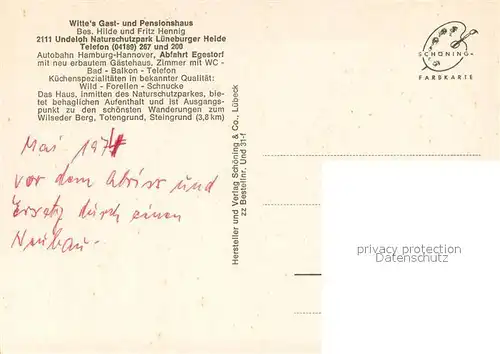 Witte's Gast- und Pensionshaus
Bes. Hilde und Fritz Hennig
2111 Undeloh Naturschutzpark Lüneburger Heide
Telefon (04189) 267 und 200
Autobahn Hamburg-Hannover, Abfahrt Egestorf
mit neu erbautem Gästehaus, Zimmer mit WC -
Bad - Balkon - Telefon
Küchenspezialitäten in bekannter Qualität:
Wild - Forellen - Schnucke
Das Haus, inmitten des Naturschutzparkes, bie-
tet behaglichen Aufenthalt und ist Ausgangs-
punkt zu den schönsten Wanderungen zum
Wilseder Berg, Totengrund, Steingrund (3,8 km)
Mai 1974
vor dem Abriss und
Ersatz durch einen
Neubau-
Hersteller und Verlag Schöning & Co., Lübeck
zz Bestellnr. Und 31-f
SCHÖNING-
FARBKARTE
privacy protection
Datenschutz